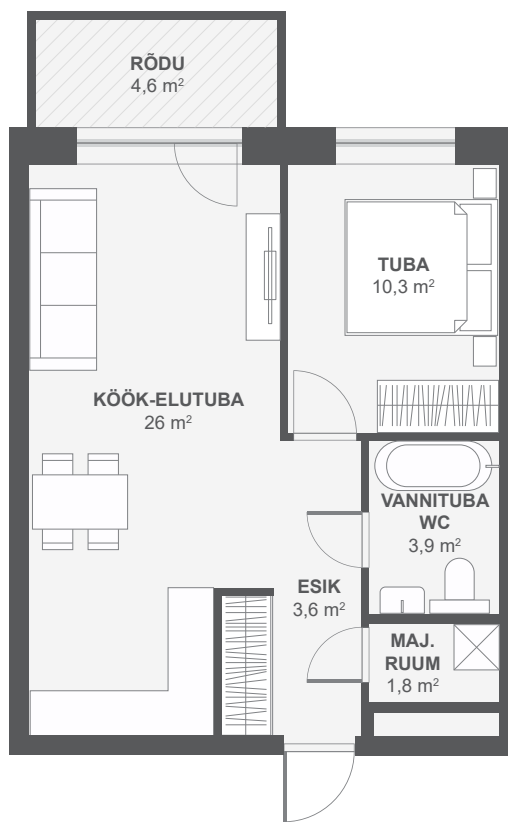 RÕDU
4,6 m²
TUBA
10,3 m²
KÖÖK-ELUTUBA
26 m²
VANNITUBA
WC
3,9 m²
ESIK
3,6 m²
MAJ.
RUUM
1,8 m²